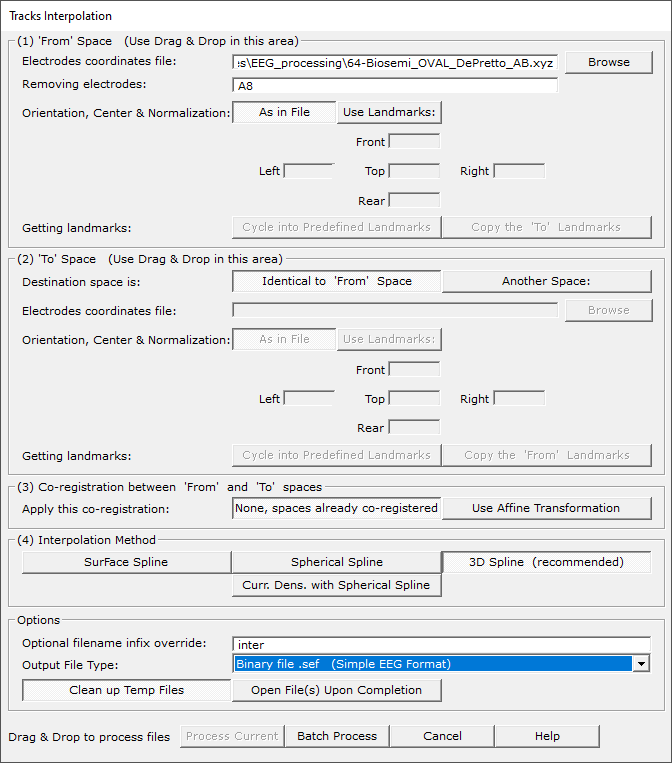 Tracks Interpolation
(1) 'From' Space (Use Drag & Drop in this area)
Electrodes coordinates file: :s\EEG_processing\64-Biosemi_OVAL_DePretto_AB.xyz Browse
Removing electrodes: A8
Orientation, Center & Normalization: As in File Use Landmarks:
Front
Left Top Right
Rear
Getting landmarks: Cycle into Predefined Landmarks Copy the 'To' Landmarks
(2) 'To' Space (Use Drag & Drop in this area)
Destination space is: Identical to 'From' Space Another Space:
Electrodes coordinates file: Browse
Orientation, Center & Normalization: As in File Use Landmarks:
Front
Left Top Right
Rear
Getting landmarks: Cycle into Predefined Landmarks Copy the 'From' Landmarks
(3) Co-registration between 'From' and 'To' spaces
Apply this co-registration: None, spaces already co-registered Use Affine Transformation
(4) Interpolation Method
SurFace Spline Spherical Spline 3D Spline (recommended)
Curr. Dens. with Spherical Spline
Options
Optional filename infix override: inter
Output File Type: Binary file .sef (Simple EEG Format)
Clean up Temp Files Open File(s) Upon Completion
Drag & Drop to process files Process Current Batch Process Cancel Help